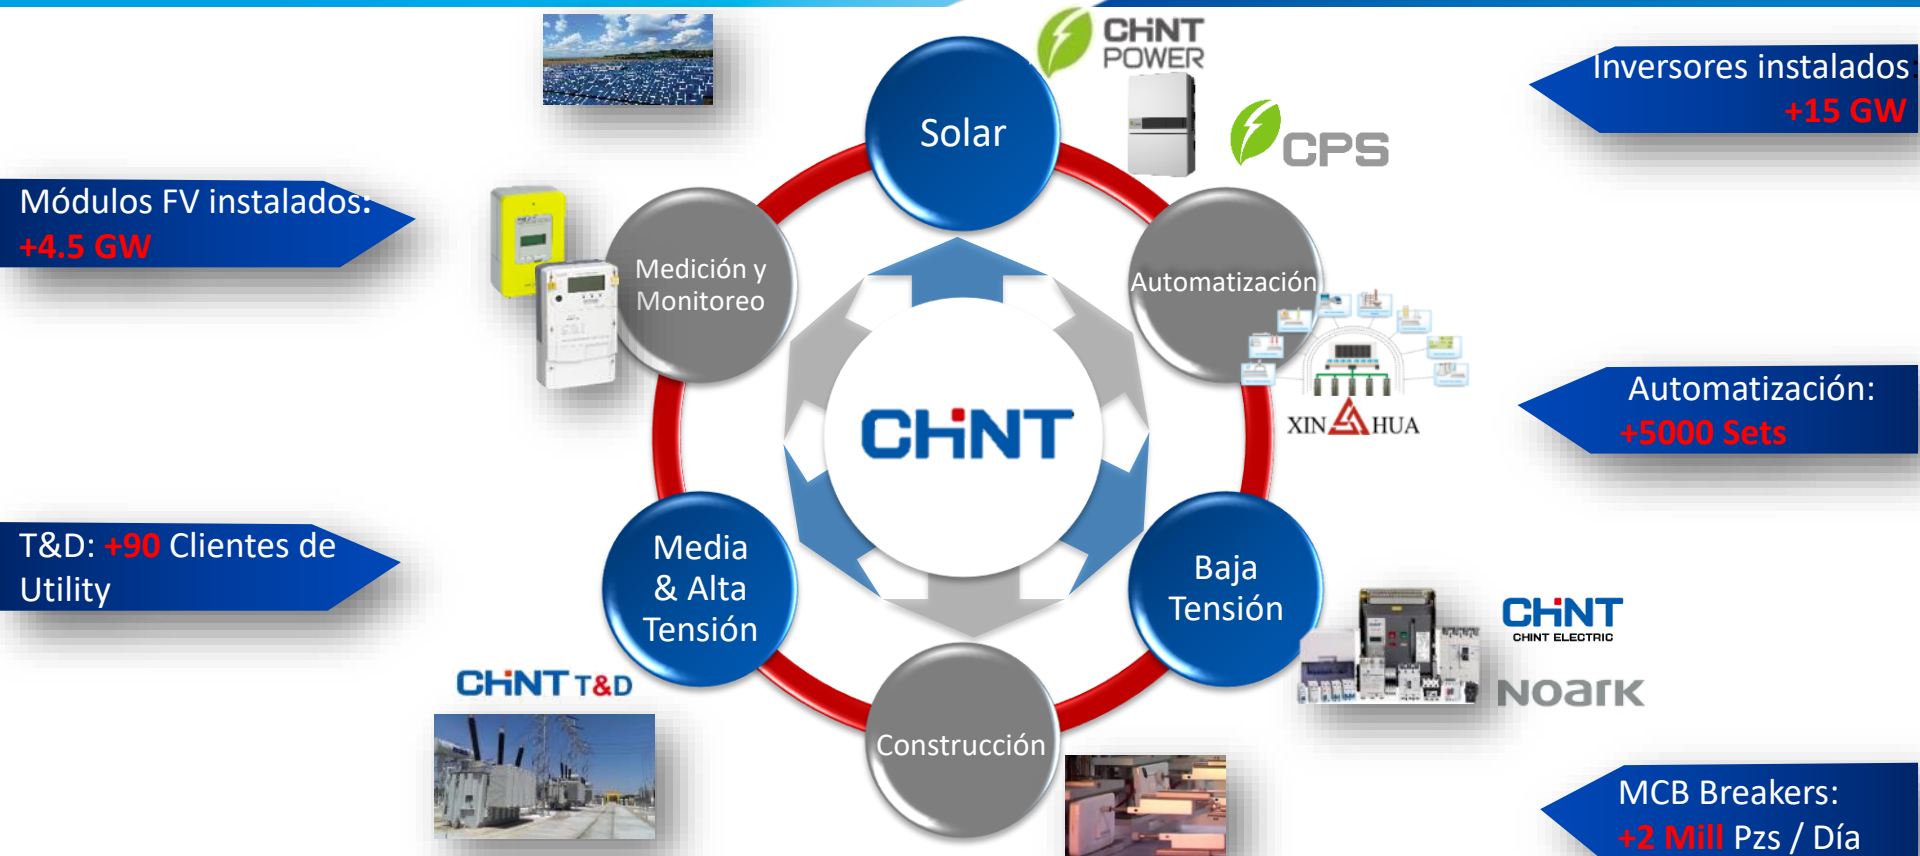 CHINT
POWER
Inversores instalados:
+15 GW
Solar
CPS
Módulos FV instalados:
+4.5 GW
Medición y
Monitoreo
Automatización
CHINT
XIN HUA
Automatización:
+5000 Sets
T&D: +90 Clientes de
Utility
Media
& Alta
Tensión
Baja
Tensión
CHINT
CHINT ELECTRIC
NOARK
CHINT T&D
Construcción
MCB Breakers:
+2 Mill Pzs / Día